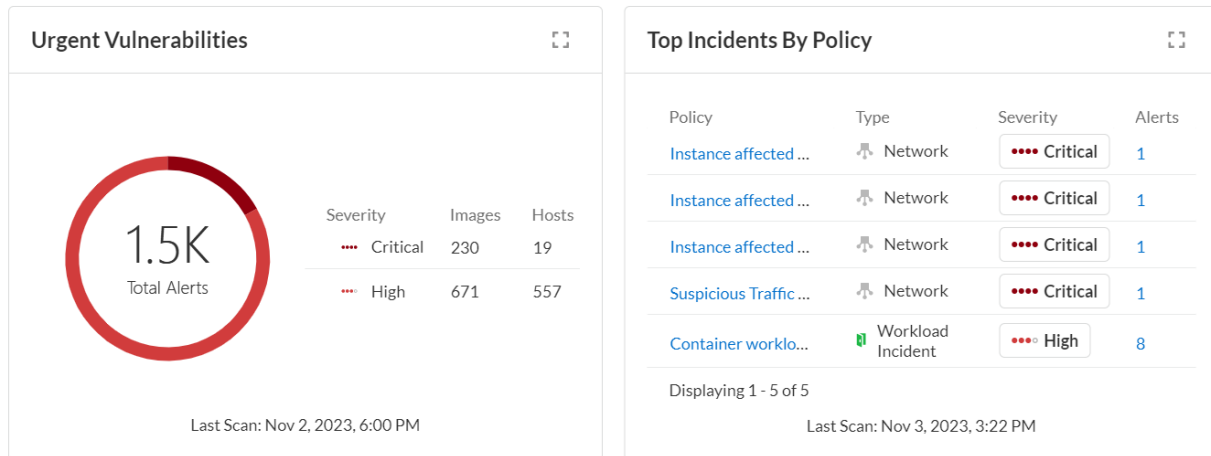 Urgent Vulnerabilities
1.5K
Total Alerts
Severity Images Hosts
Critical 230 19
High 671 557
Last Scan: Nov 2, 2023, 6:00 PM
Top Incidents By Policy
Policy Type Severity Alerts
Instance affected ... Network Critical 1
Instance affected ... Network Critical 1
Instance affected ... Network Critical 1
Suspicious Traffic ... Network Critical 1
Container worklo... Workload Incident High 8
Displaying 1 - 5 of 5
Last Scan: Nov 3, 2023, 3:22 PM